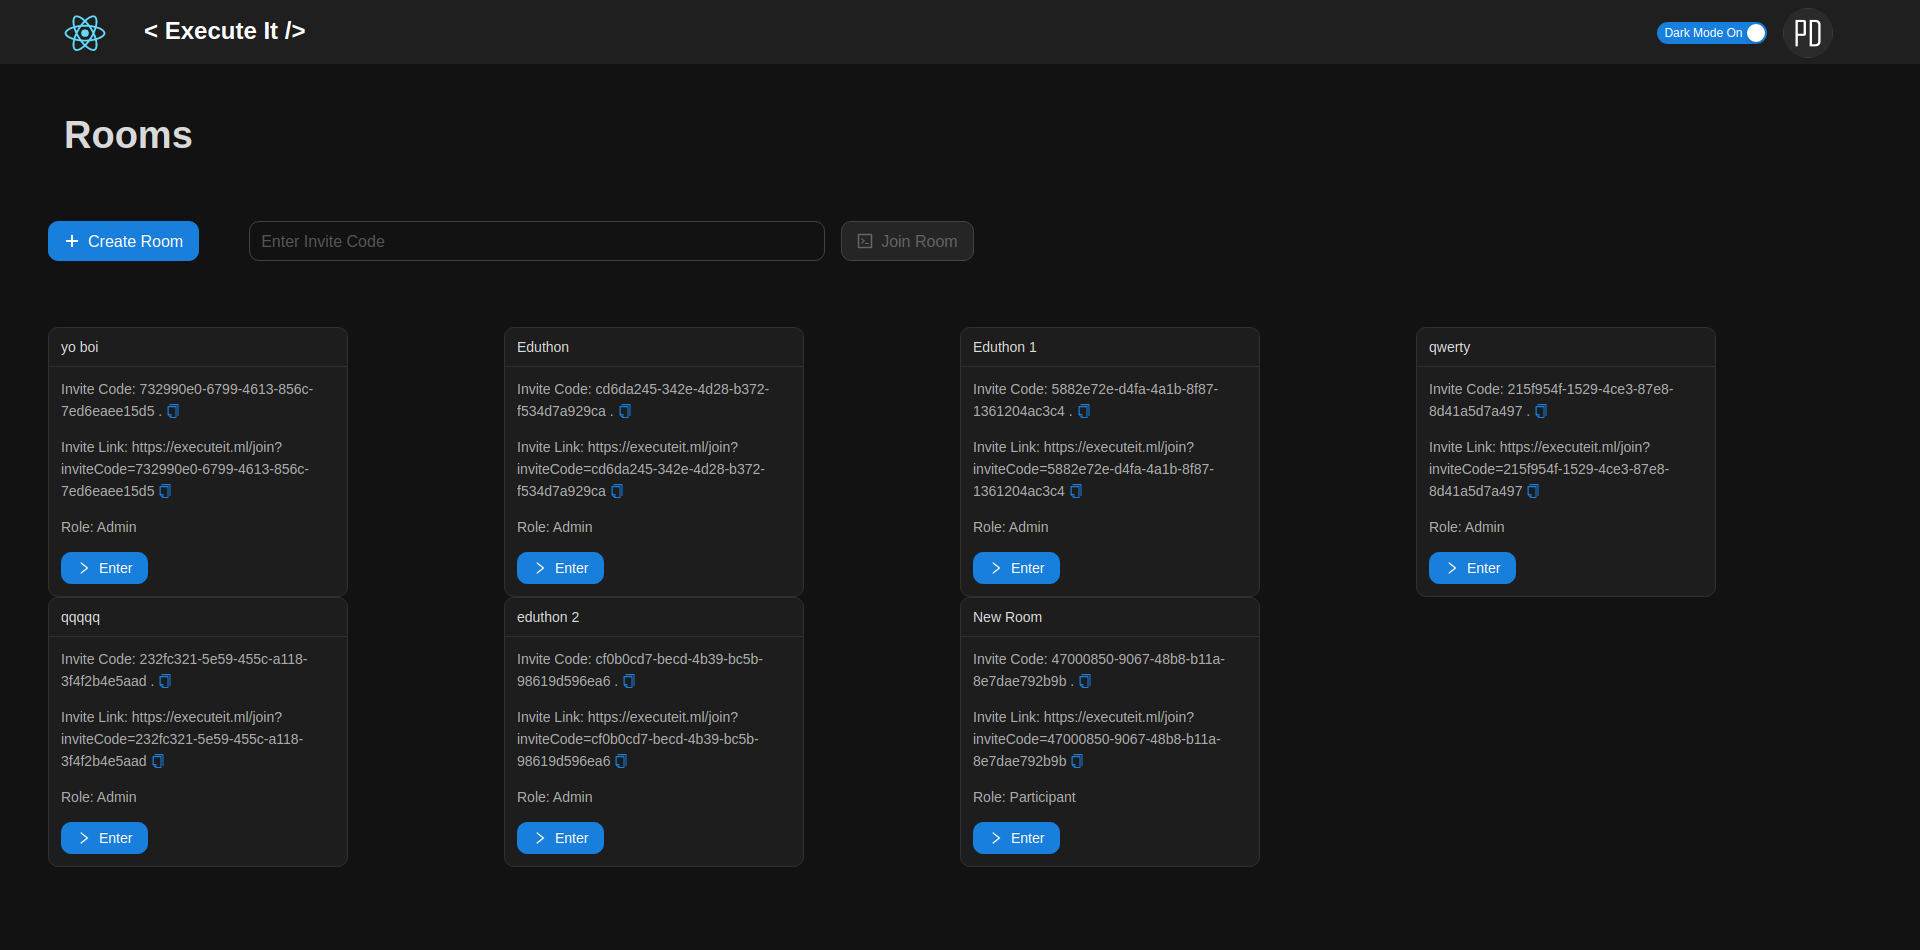 < Execute It />
Dark Mode On
PD
Rooms
Create Room
Enter Invite Code
Join Room
yo boi
Invite Code: 732990e0-6799-4613-856c-
7ed6eaee15d5 .
Invite Link: https://executeit.ml/join?
inviteCode=732990e0-6799-4613-856c-
7ed6eaee15d5
Role: Admin
Enter
Eduthon
Invite Code: cd6da245-342e-4d28-b372-
f534d7a929ca .
Invite Link: https://executeit.ml/join?
inviteCode=cd6da245-342e-4d28-b372-
f534d7a929ca
Role: Admin
Enter
Eduthon 1
Invite Code: 5882e72e-d4fa-4a1b-8f87-
1361204ac3c4 .
Invite Link: https://executeit.ml/join?
inviteCode=5882e72e-d4fa-4a1b-8f87-
1361204ac3c4
Role: Admin
Enter
qwerty
Invite Code: 215f954f-1529-4ce3-87e8-
8d41a5d7a497 .
Invite Link: https://executeit.ml/join?
inviteCode=215f954f-1529-4ce3-87e8-
8d41a5d7a497
Role: Admin
Enter
qqqqq
Invite Code: 232fc321-5e59-455c-a118-
3f4f2b4e5aad .
Invite Link: https://executeit.ml/join?
inviteCode=232fc321-5e59-455c-a118-
3f4f2b4e5aad
Role: Admin
Enter
eduthon 2
Invite Code: cf0b0cd7-becd-4b39-bc5b-
98619d596ea6 .
Invite Link: https://executeit.ml/join?
inviteCode=cf0b0cd7-becd-4b39-bc5b-
98619d596ea6
Role: Admin
Enter
New Room
Invite Code: 47000850-9067-48b8-b11a-
8e7dae792b9b .
Invite Link: https://executeit.ml/join?
inviteCode=47000850-9067-48b8-b11a-
8e7dae792b9b
Role: Participant
Enter